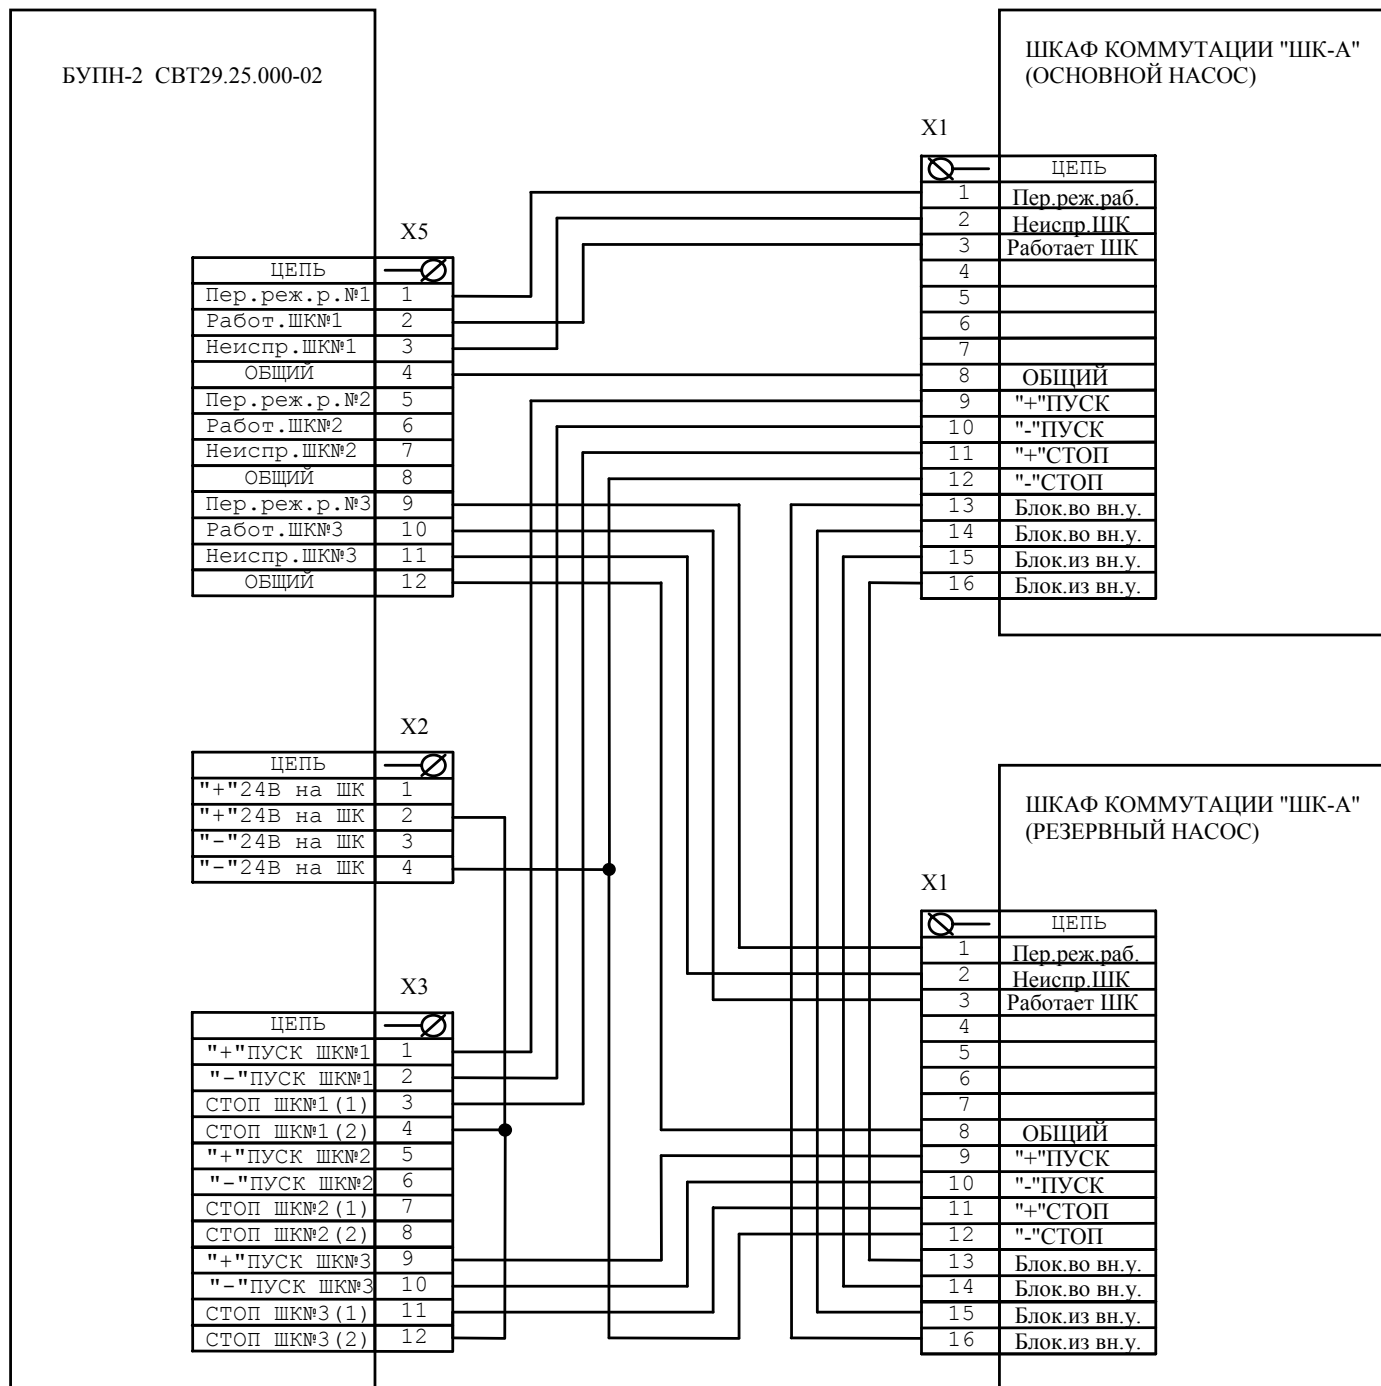 БУПН-2 СВТ29.25.000-02
ШКАФ КОММУТАЦИИ "ШК-А"
(ОСНОВНОЙ НАСОС)
X1
ЦЕПЬ
1 Пер.реж.раб.
2 Неиспр.ШК
3 Работает ШК
4
5
6
7
8 ОБЩИЙ
9 "+"ПУСК
10 "-"ПУСК
11 "+"СТОП
12 "-"СТОП
13 Блок.во вн.у.
14 Блок.во вн.у.
15 Блок.из вн.у.
16 Блок.из вн.у.
X5
ЦЕПЬ
Пер.реж.р.№1 1
Работ.ШК№1 2
Неиспр.ШК№1 3
ОБЩИЙ 4
Пер.реж.р.№2 5
Работ.ШК№2 6
Неиспр.ШК№2 7
ОБЩИЙ 8
Пер.реж.р.№3 9
Работ.ШК№3 10
Неиспр.ШК№3 11
ОБЩИЙ 12
X2
ЦЕПЬ
"+"24В на ШК 1
"+"24В на ШК 2
"-"24В на ШК 3
"-"24В на ШК 4
X3
ЦЕПЬ
"+"ПУСК ШК№1 1
"-"ПУСК ШК№1 2
СТОП ШК№1(1) 3
СТОП ШК№1(2) 4
"+"ПУСК ШК№2 5
"-"ПУСК ШК№2 6
СТОП ШК№2(1) 7
СТОП ШК№2(2) 8
"+"ПУСК ШК№3 9
"-"ПУСК ШК№3 10
СТОП ШК№3(1) 11
СТОП ШК№3(2) 12
ШКАФ КОММУТАЦИИ "ШК-А"
(РЕЗЕРВНЫЙ НАСОС)
X1
ЦЕПЬ
1 Пер.реж.раб.
2 Неиспр.ШК
3 Работает ШК
4
5
6
7
8 ОБЩИЙ
9 "+"ПУСК
10 "-"ПУСК
11 "+"СТОП
12 "-"СТОП
13 Блок.во вн.у.
14 Блок.во вн.у.
15 Блок.из вн.у.
16 Блок.из вн.у.